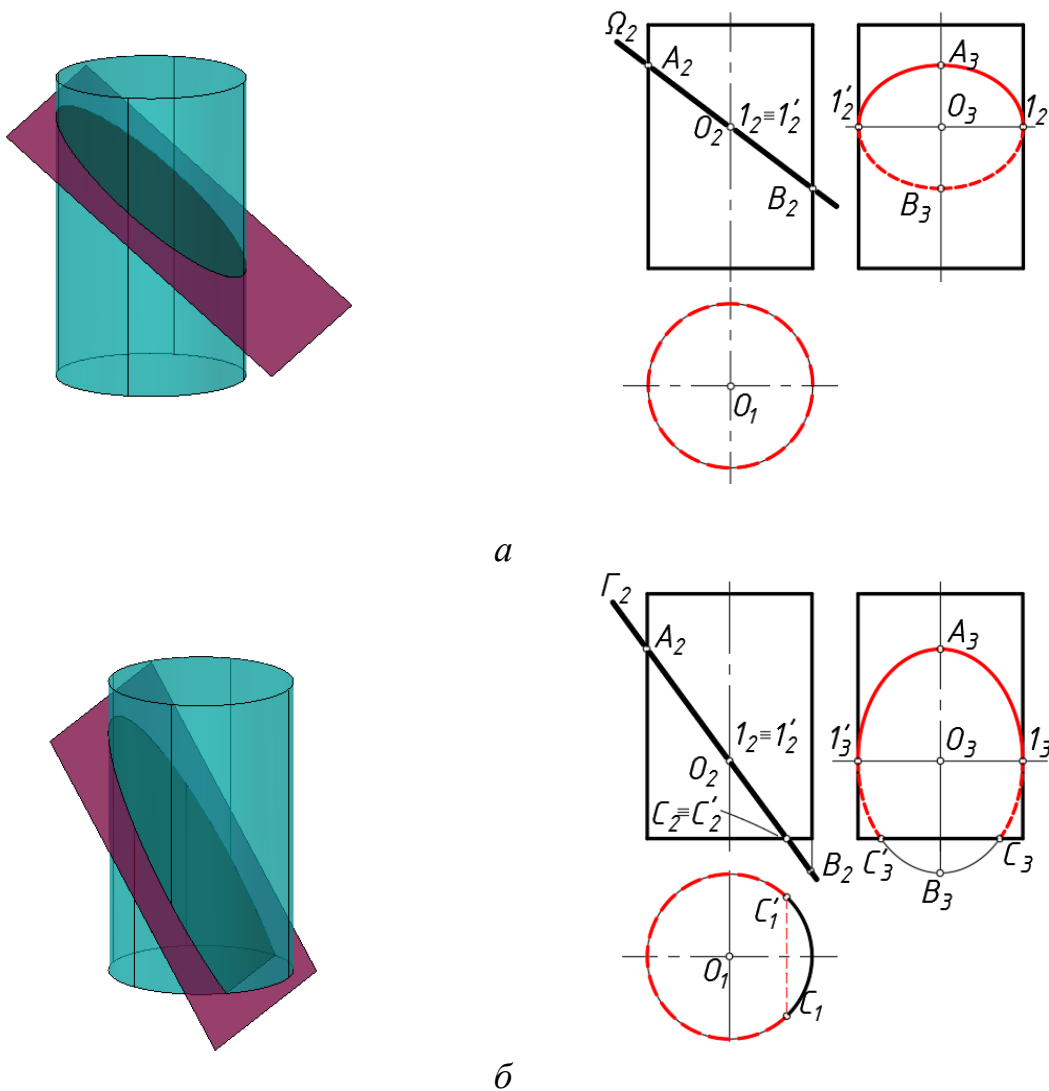 Ω₂
A₂
O₂
1₂≡1′₂
B₂
A₃
1′₂
O₃
1₂
B₃
O₁
а
Γ₂
A₂
1₂≡1′₂
O₂
C₂≡C′₂
B₂
A₃
1′₃
O₃
1₃
C′₃
C₃
B₃
C′₁
O₁
C₁
б